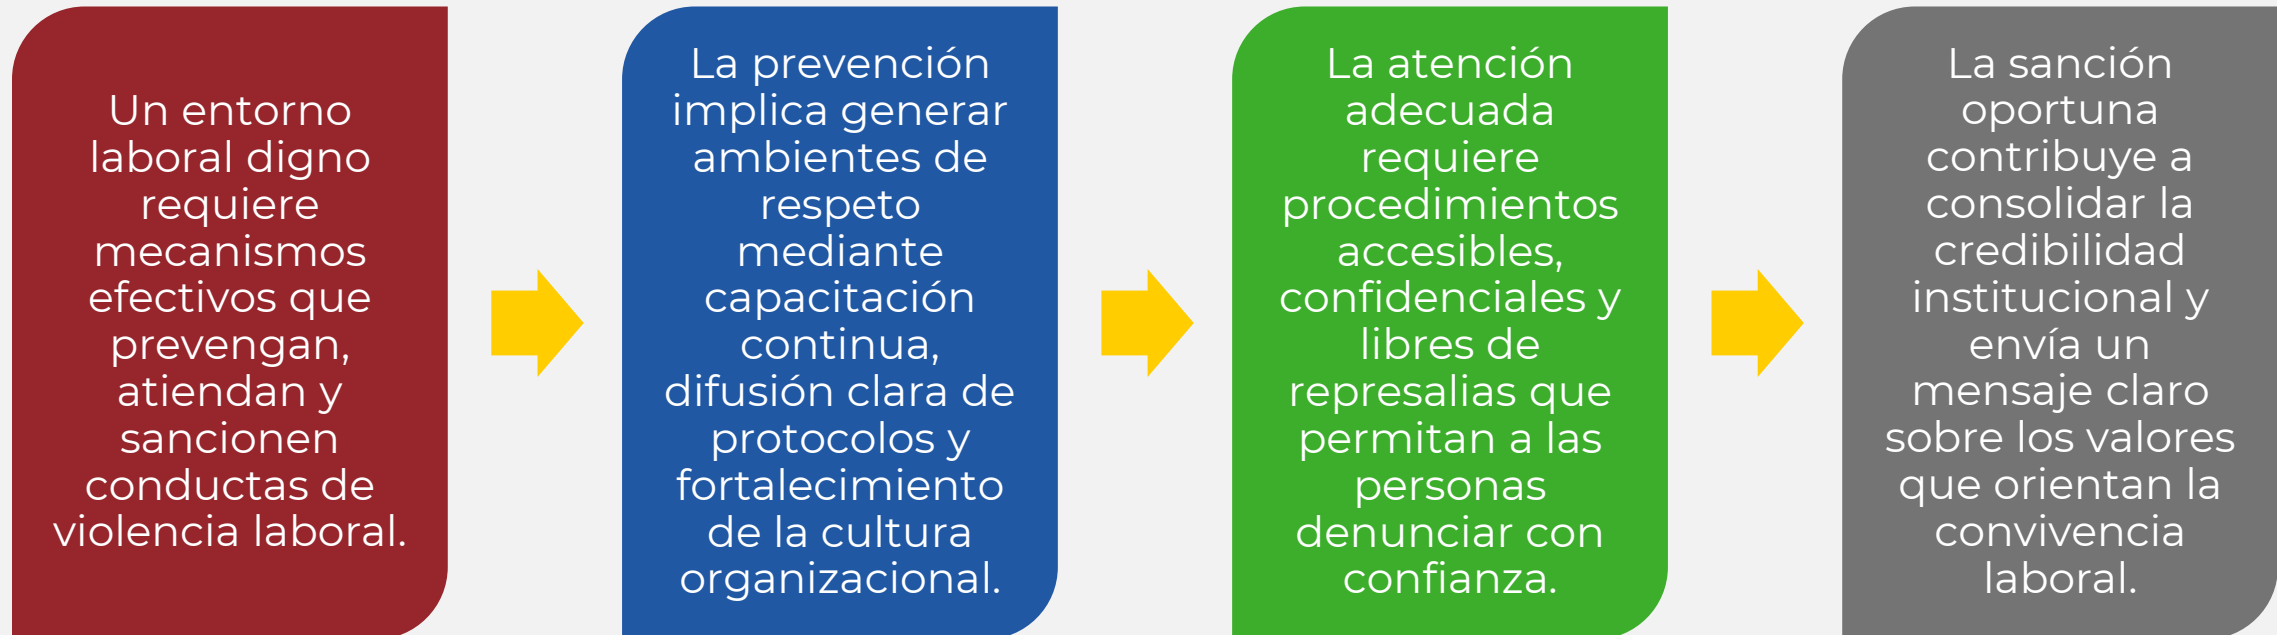 Un entorno
laboral digno
requiere
mecanismos
efectivos que
prevengan,
atiendan y
sancionen
conductas de
violencia laboral.
La prevención
implica generar
ambientes de
respeto
mediante
capacitación
continua,
difusión clara de
protocolos y
fortalecimiento
de la cultura
organizacional.
La atención
adecuada
requiere
procedimientos
accesibles,
confidenciales y
libres de
represalias que
permitan a las
personas
denunciar con
confianza.
La sanción
oportuna
contribuye a
consolidar la
credibilidad
institucional y
envía un
mensaje claro
sobre los valores
que orientan la
convivencia
laboral.